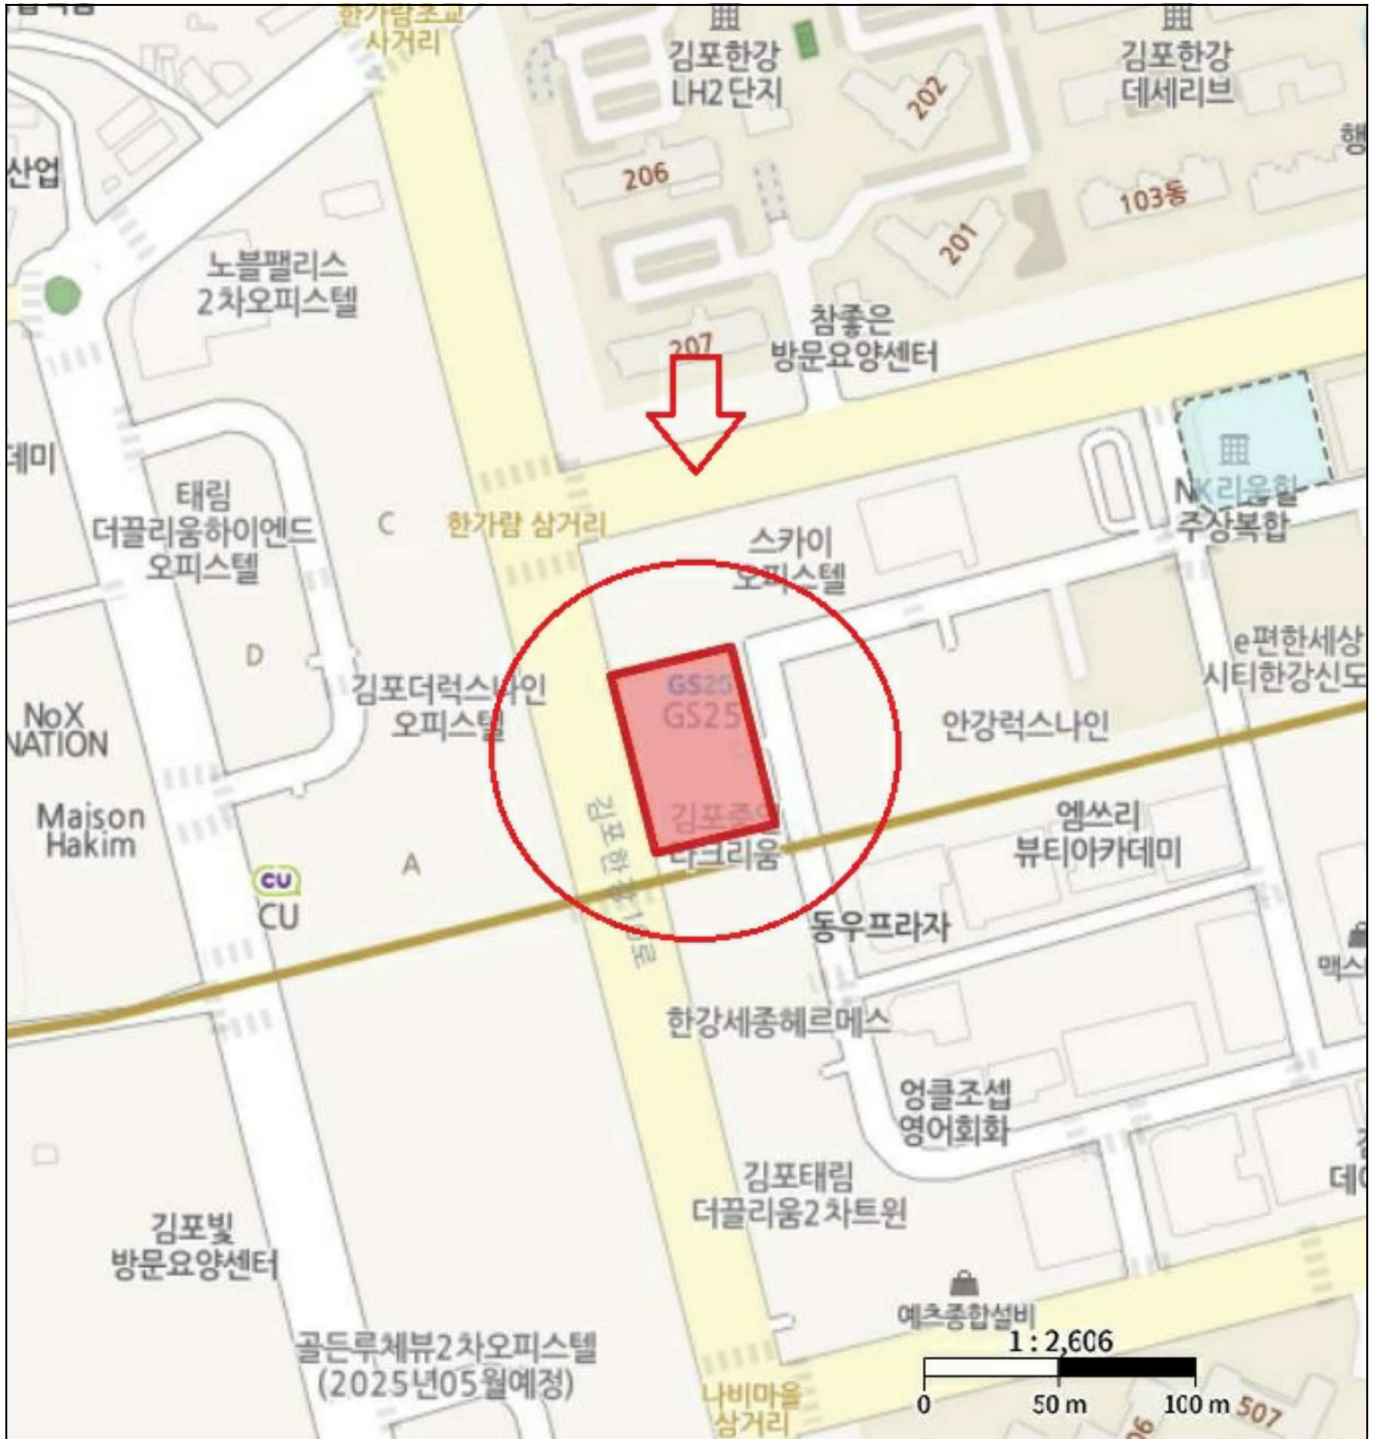 한가람초교
사거리
김포한강
LH2단지
김포한강
데세리브
202
행
산업
206
103동
201
노블팰리스
2차오피스텔
참좋은
방문요양센터
207
데미
태림
더끌리움하이엔드
오피스텔
C
한가람 삼거리
스카이
오피스텔
NK리움힐
주상복합
D
e편한세상
시티한강신도
김포더럭스나인
오피스텔
GS25
GS25
NoX
NATION
안강럭스나인
Maison
Hakim
엠쓰리
뷰티아카데미
A
CU
CU
동우프라자
맥스
한강세종헤르메스
엉클조셉
영어회화
김포태림
더끌리움2차트윈
김포빛
방문요양센터
예츠종합설비
골든루체뷰2차오피스텔
(2025년05월예정)
나비마을
삼거리
1 : 2,606
0 50 m 100 m
507